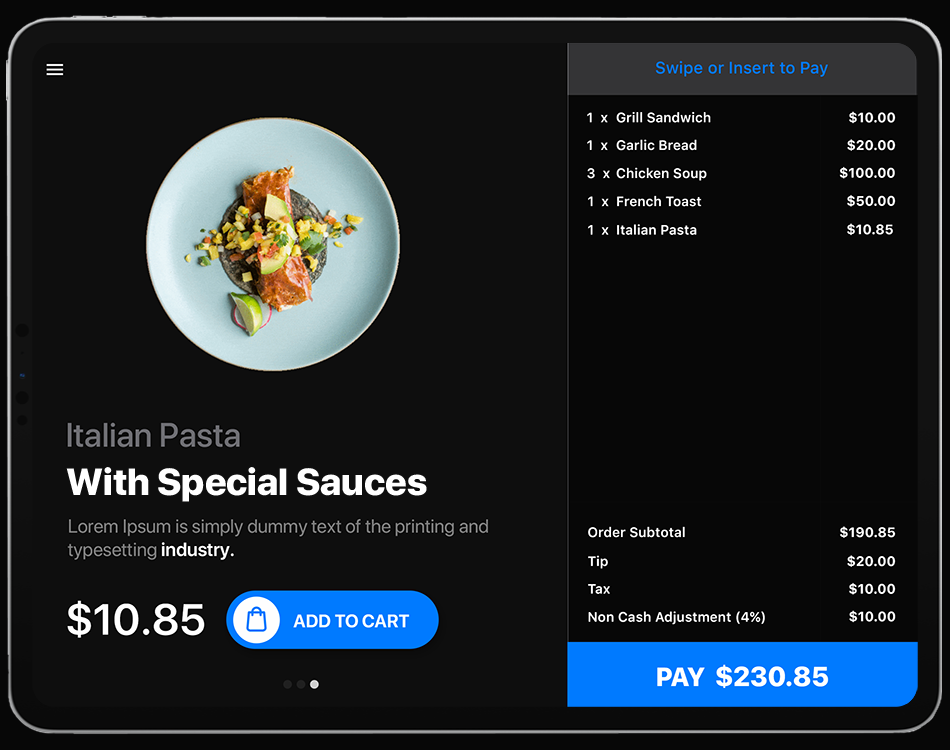 Swipe or Insert to Pay
1 x Grill Sandwich $10.00
1 x Garlic Bread $20.00
3 x Chicken Soup $100.00
1 x French Toast $50.00
1 x Italian Pasta $10.85
Italian Pasta
With Special Sauces
Lorem Ipsum is simply dummy text of the printing and
typesetting industry.
$10.85 ADD TO CART
Order Subtotal $190.85
Tip $20.00
Tax $10.00
Non Cash Adjustment (4%) $10.00
PAY $230.85